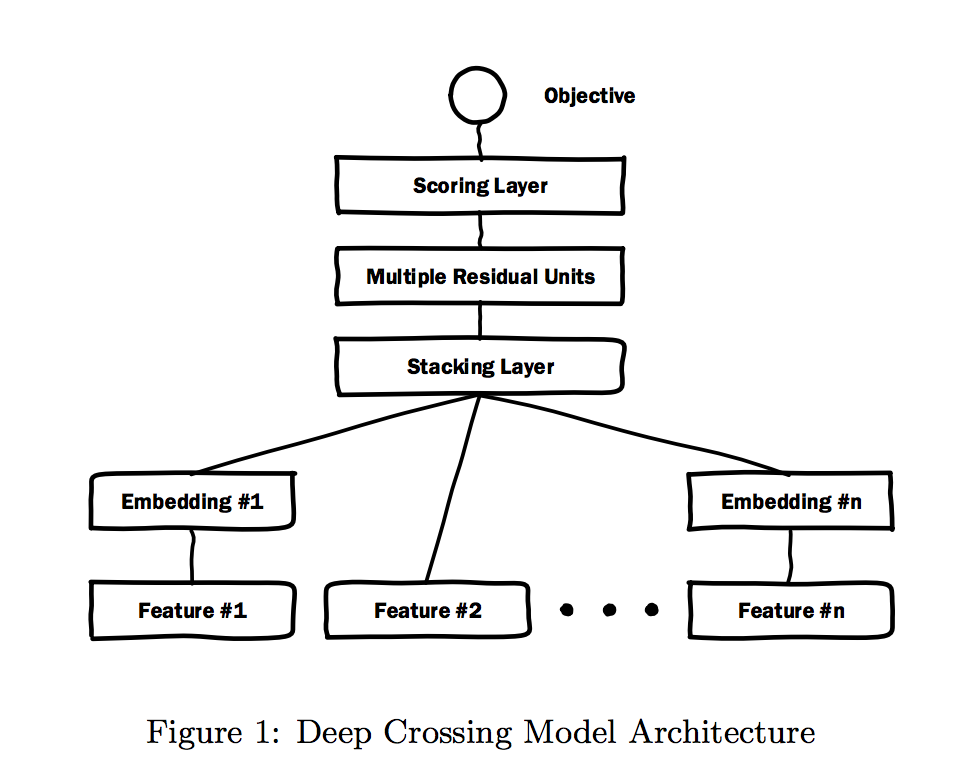 Objective
Scoring Layer
Multiple Residual Units
Stacking Layer
Embedding #1
Embedding #n
Feature #1
Feature #2
Feature #n
Figure 1: Deep Crossing Model Architecture